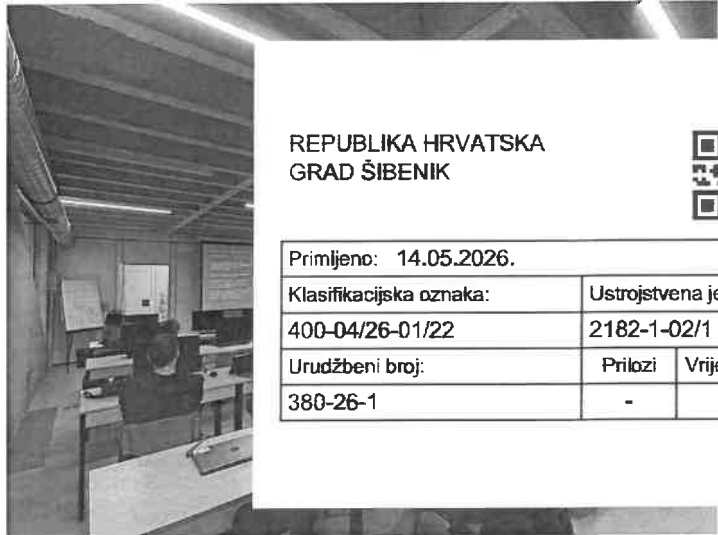 REPUBLIKA HRVATSKA
GRAD ŠIBENIK
Primljeno: 14.05.2026.
Klasifikacijska oznaka: Ustrojstvena
400-04/26-01/22 2182-1-02/1
Urudžbeni broj: Prilozi
380-26-1 -